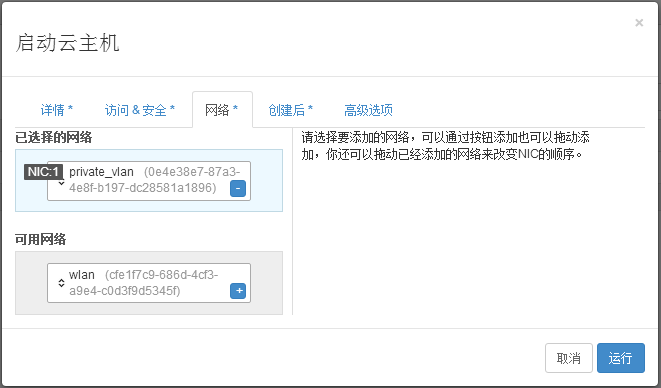 ×
启动云主机
详情 * 访问 & 安全 * 网络 * 创建后 * 高级选项
已选择的网络
NIC:1 private_vlan (0e4e38e7-87a3-
4e8f-b197-dc28581a1896) -
可用网络
wlan (cfe1f7c9-686d-4cf3-
a9e4-c0d3f9d5345f) +
请选择要添加的网络，可以通过按钮添加也可以拖动添
加，你还可以拖动已经添加的网络来改变NIC的顺序。
取消 运行